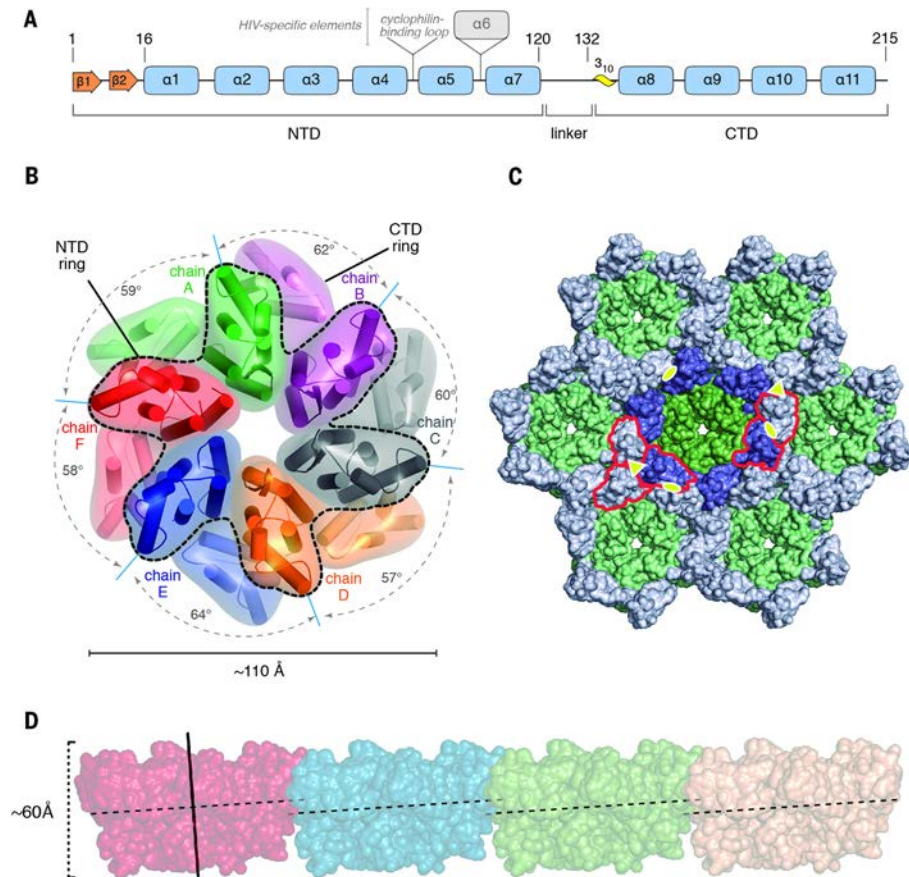 A
HIV-specific elements
cyclophilin-
binding loop
α6
1
16
120
132
215
β1
β2
α1
α2
α3
α4
α5
α7
3₁₀
α8
α9
α10
α11
NTD
linker
CTD
B
NTD
ring
CTD
ring
chain
A
chain
B
chain
C
chain
D
chain
E
chain
F
59°
62°
60°
57°
64°
58°
~110 Å
C
D
~60Å